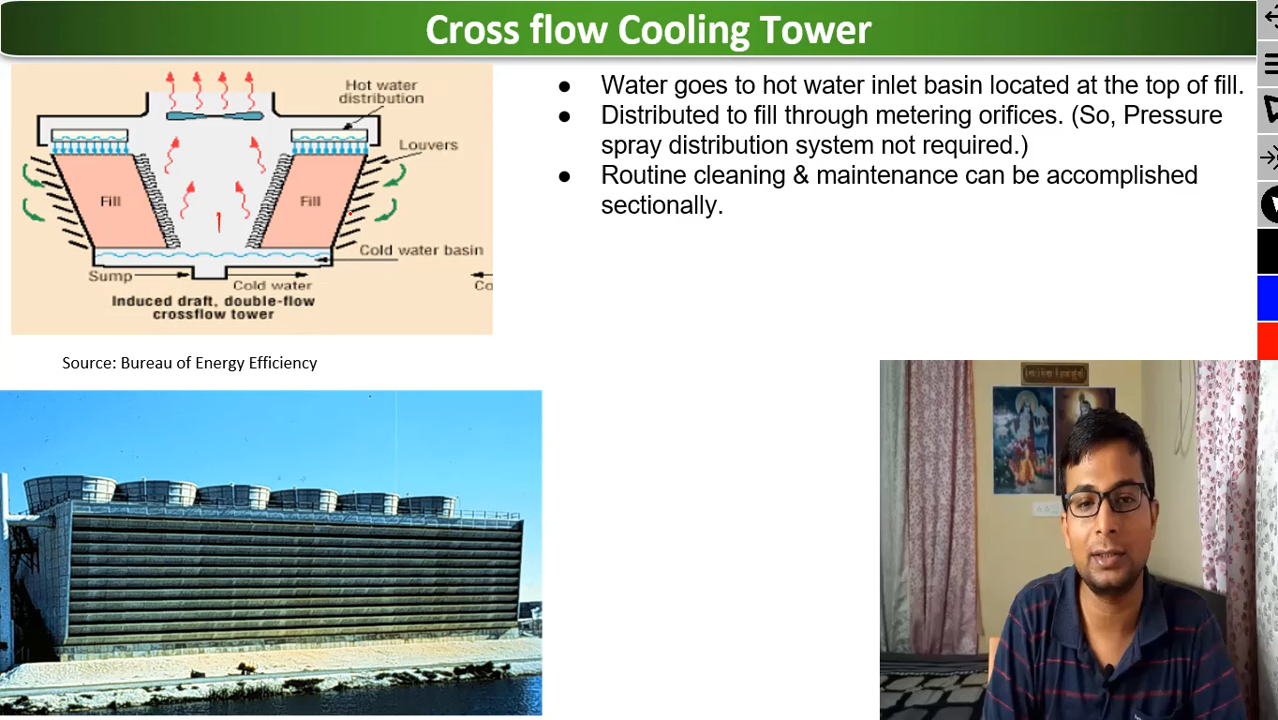 Cross flow Cooling Tower
Hot water
distribution
Louvers
Fill
Fill
Cold water basin
Sump
Cold water
Co
Induced draft, double-flow
crossflow tower
Source: Bureau of Energy Efficiency
● Water goes to hot water inlet basin located at the top of fill.
● Distributed to fill through metering orifices. (So, Pressure
spray distribution system not required.)
● Routine cleaning & maintenance can be accomplished
sectionally.